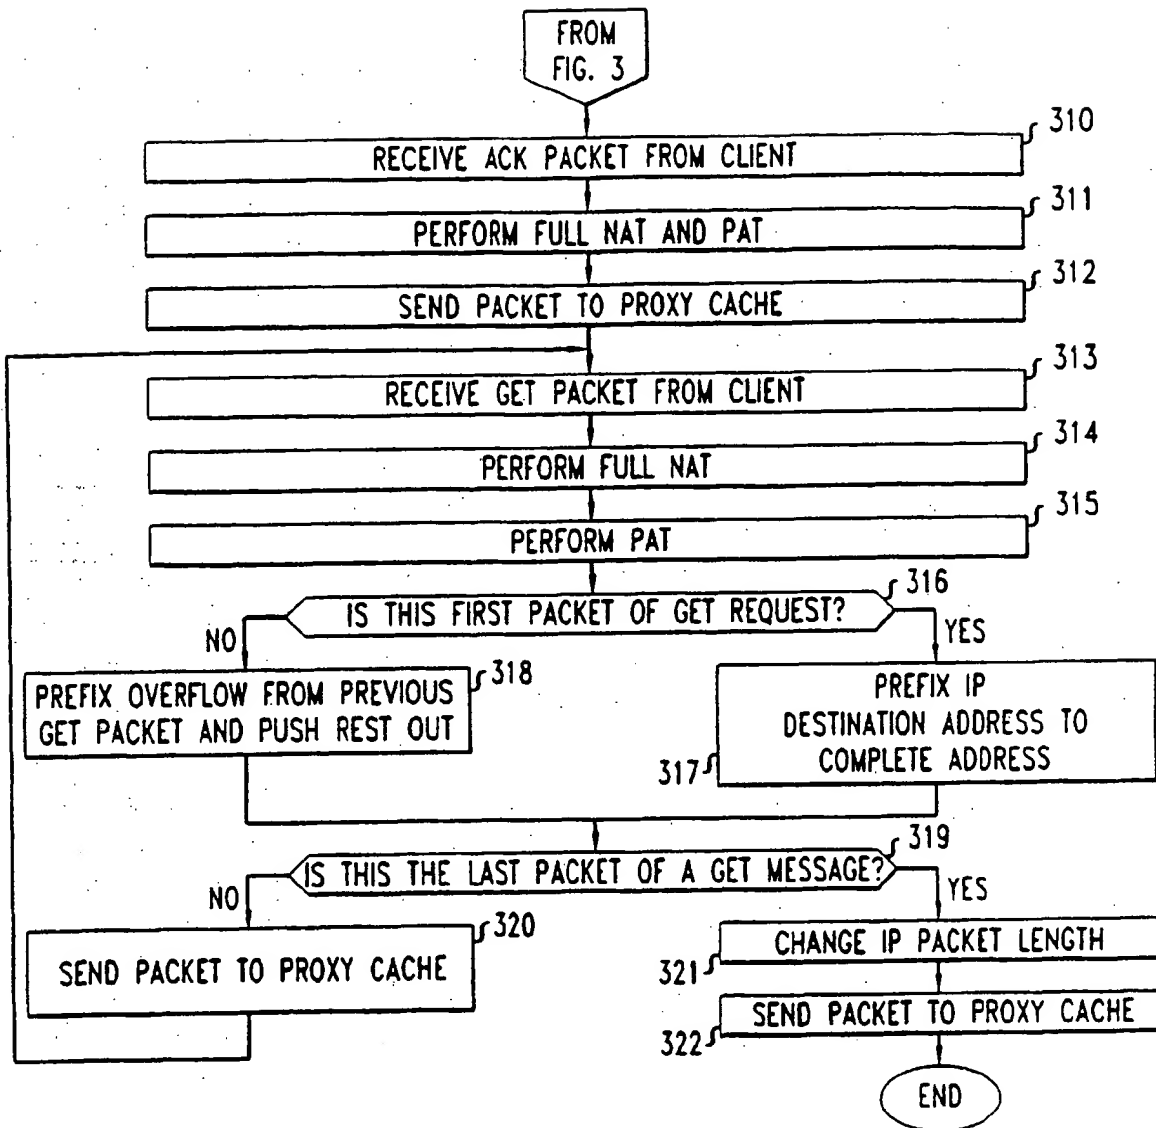 FROM
FIG. 3
310
RECEIVE ACK PACKET FROM CLIENT
311
PERFORM FULL NAT AND PAT
312
SEND PACKET TO PROXY CACHE
313
RECEIVE GET PACKET FROM CLIENT
314
PERFORM FULL NAT
315
PERFORM PAT
316
IS THIS FIRST PACKET OF GET REQUEST?
NO
YES
318
PREFIX OVERFLOW FROM PREVIOUS
GET PACKET AND PUSH REST OUT
PREFIX IP
DESTINATION ADDRESS TO
COMPLETE ADDRESS
317
319
IS THIS THE LAST PACKET OF A GET MESSAGE?
NO
YES
320
SEND PACKET TO PROXY CACHE
CHANGE IP PACKET LENGTH
321
SEND PACKET TO PROXY CACHE
322
END